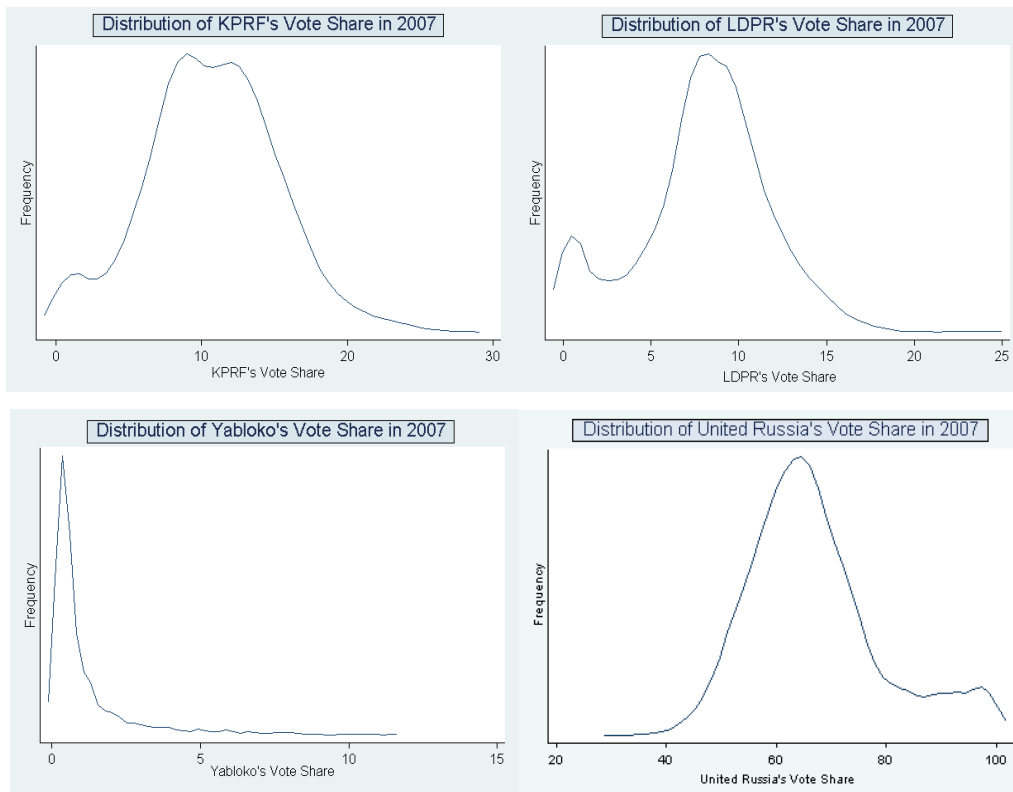 Distribution of KPRF's Vote Share in 2007
Frequency
0 10 20 30
KPRF's Vote Share
Distribution of LDPR's Vote Share in 2007
Frequency
0 5 10 15 20 25
LDPR's Vote Share
Distribution of Yabloko's Vote Share in 2007
Frequency
0 5 10 15
Yabloko's Vote Share
Distribution of United Russia's Vote Share in 2007
Frequency
20 40 60 80 100
United Russia's Vote Share